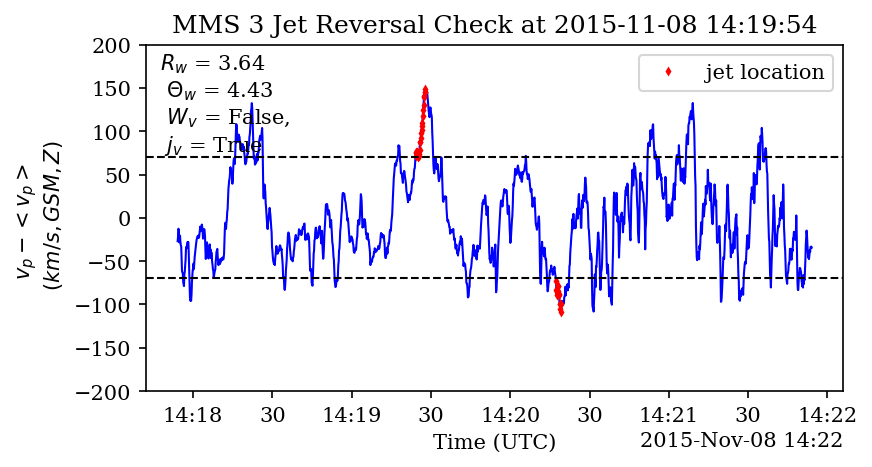 MMS 3 Jet Reversal Check at 2015-11-08 14:19:54
200
150
100
50
0
−50
−100
−150
−200
v_p − < v_p >
(km/s, GSM, Z)
R_w = 3.64
Θ_w = 4.43
W_v = False,
j_v = True
jet location
14:18 30 14:19 30 14:20 30 14:21 30 14:22
Time (UTC)
2015-Nov-08 14:22